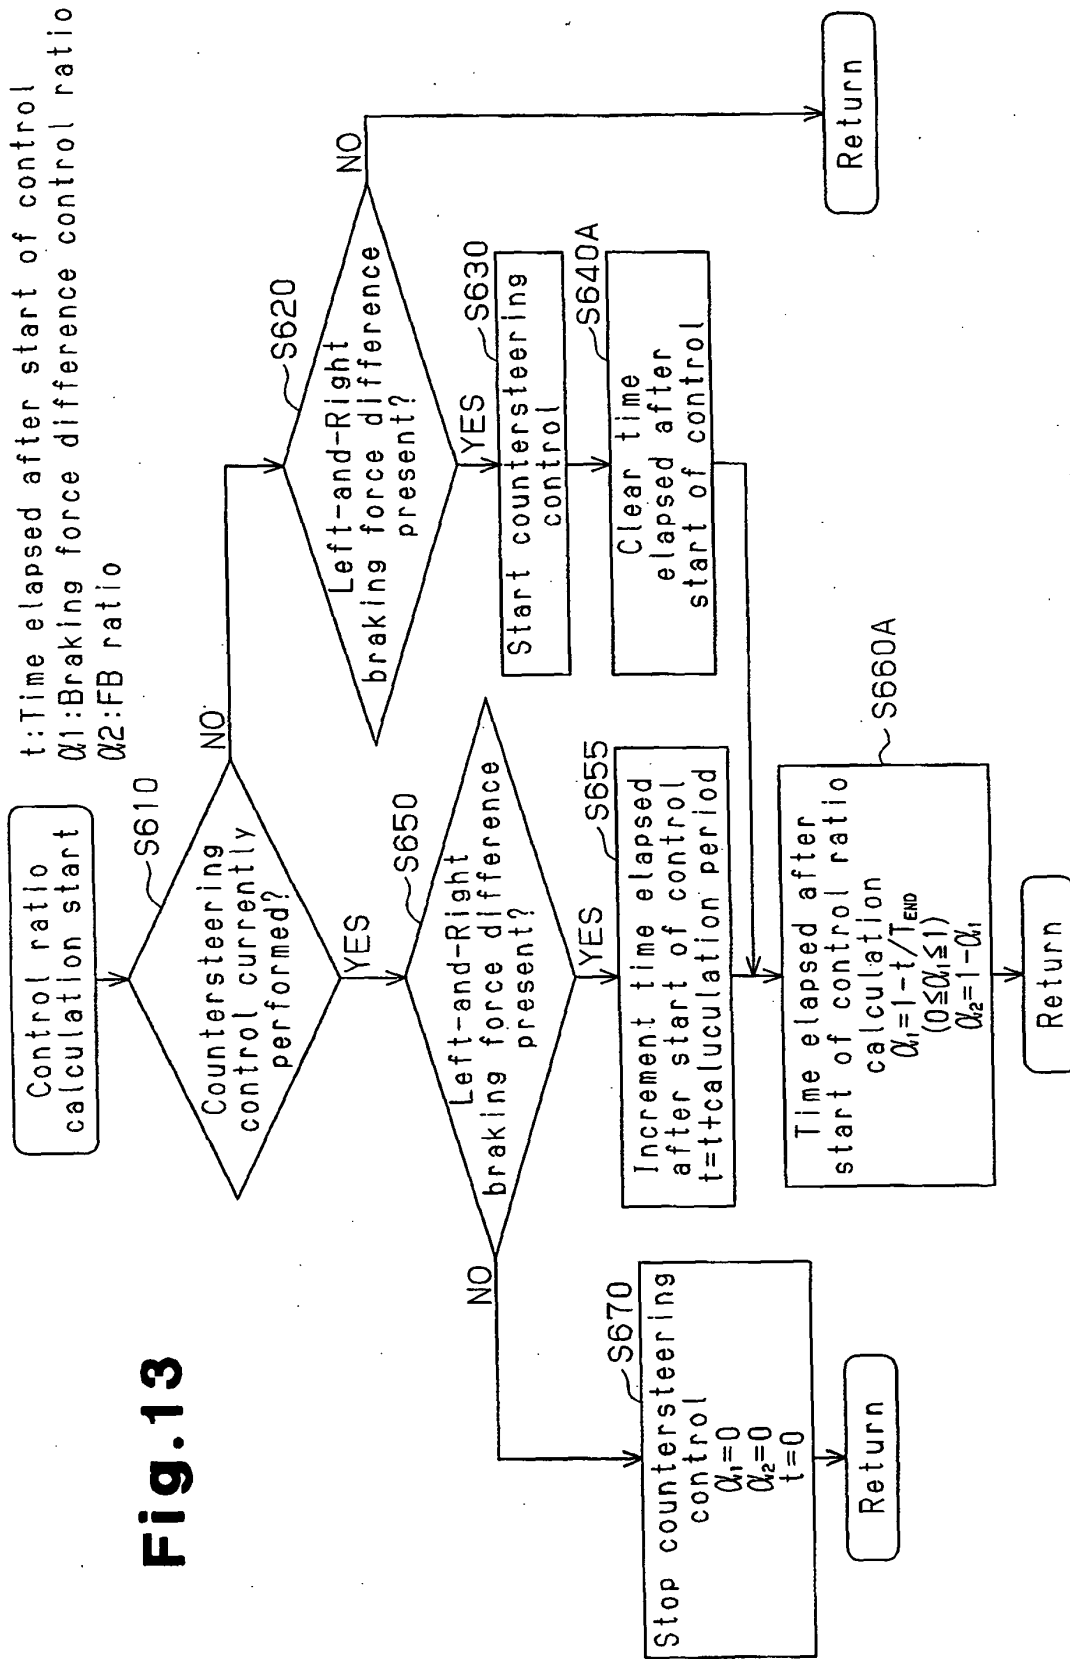 Fig.13
t:Time elapsed after start of control
α1:Braking force difference control ratio
α2:FB ratio
Control ratio
calculation start
S610
Countersteering
control currently
performed?
NO
YES
S620
Left-and-Right
braking force difference
present?
NO
YES
S630
Start countersteering
control
S640A
Clear time
elapsed after
start of control
Return
S650
Left-and-Right
braking force difference
present?
NO
YES
S655
Increment time elapsed
after start of control
t=t+caluculation period
S660A
Time elapsed after
start of control ratio
calculation
α₁=1-t/T_END
(0≦α₁≦1)
α₂=1-α₁
Return
S670
Stop countersteering
control
α₁=0
α₂=0
t=0
Return